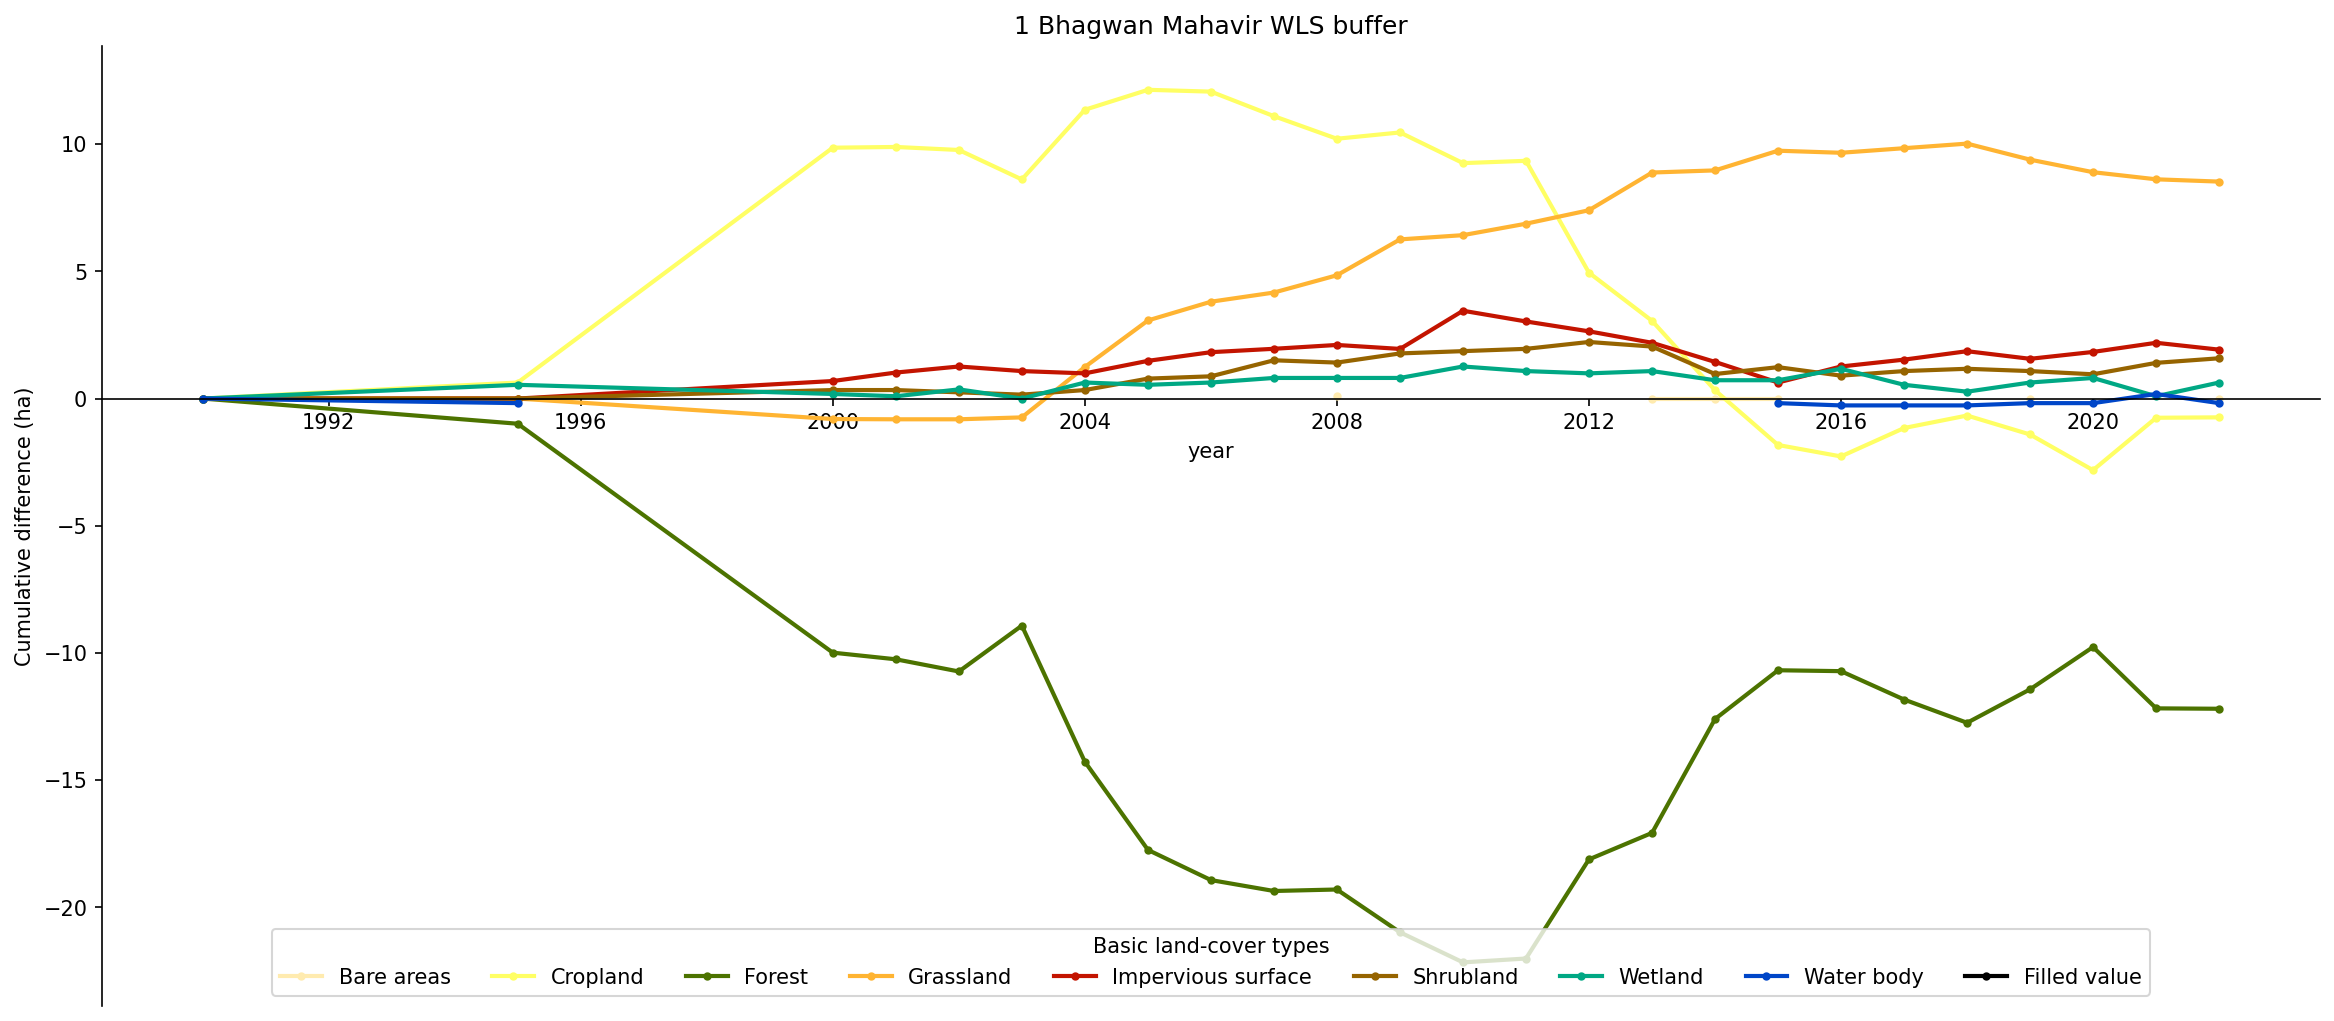 1 Bhagwan Mahavir WLS buffer
Cumulative difference (ha)
10
5
0
−5
−10
−15
−20
1992 1996 2000 2004 2008 2012 2016 2020
year
Basic land-cover types
Bare areas Cropland Forest Grassland Impervious surface Shrubland Wetland Water body Filled value